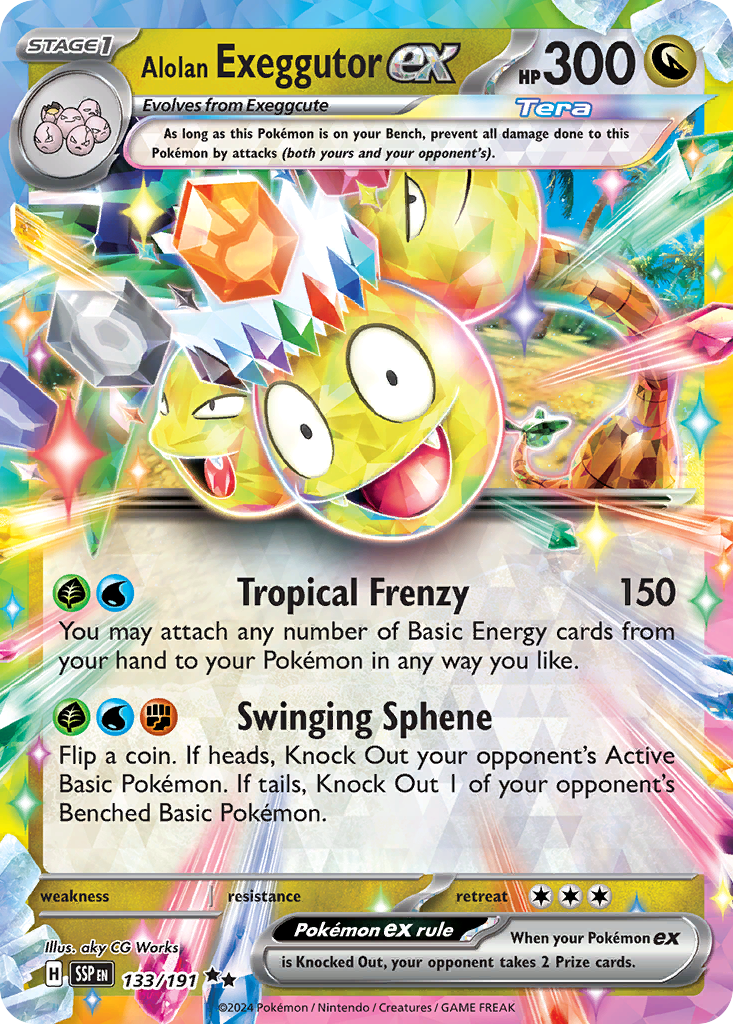 STAGE1
Alolan Exeggutor ex HP 300
Evolves from Exeggcute
Tera
As long as this Pokémon is on your Bench, prevent all damage done to this
Pokémon by attacks (both yours and your opponent's).
Tropical Frenzy 150
You may attach any number of Basic Energy cards from
your hand to your Pokémon in any way you like.
Swinging Sphene
Flip a coin. If heads, Knock Out your opponent's Active
Basic Pokémon. If tails, Knock Out 1 of your opponent's
Benched Basic Pokémon.
weakness resistance retreat
Illus. aky CG Works
Pokémon ex rule
When your Pokémon ex
is Knocked Out, your opponent takes 2 Prize cards.
H SSP EN 133/191
©2024 Pokémon / Nintendo / Creatures / GAME FREAK